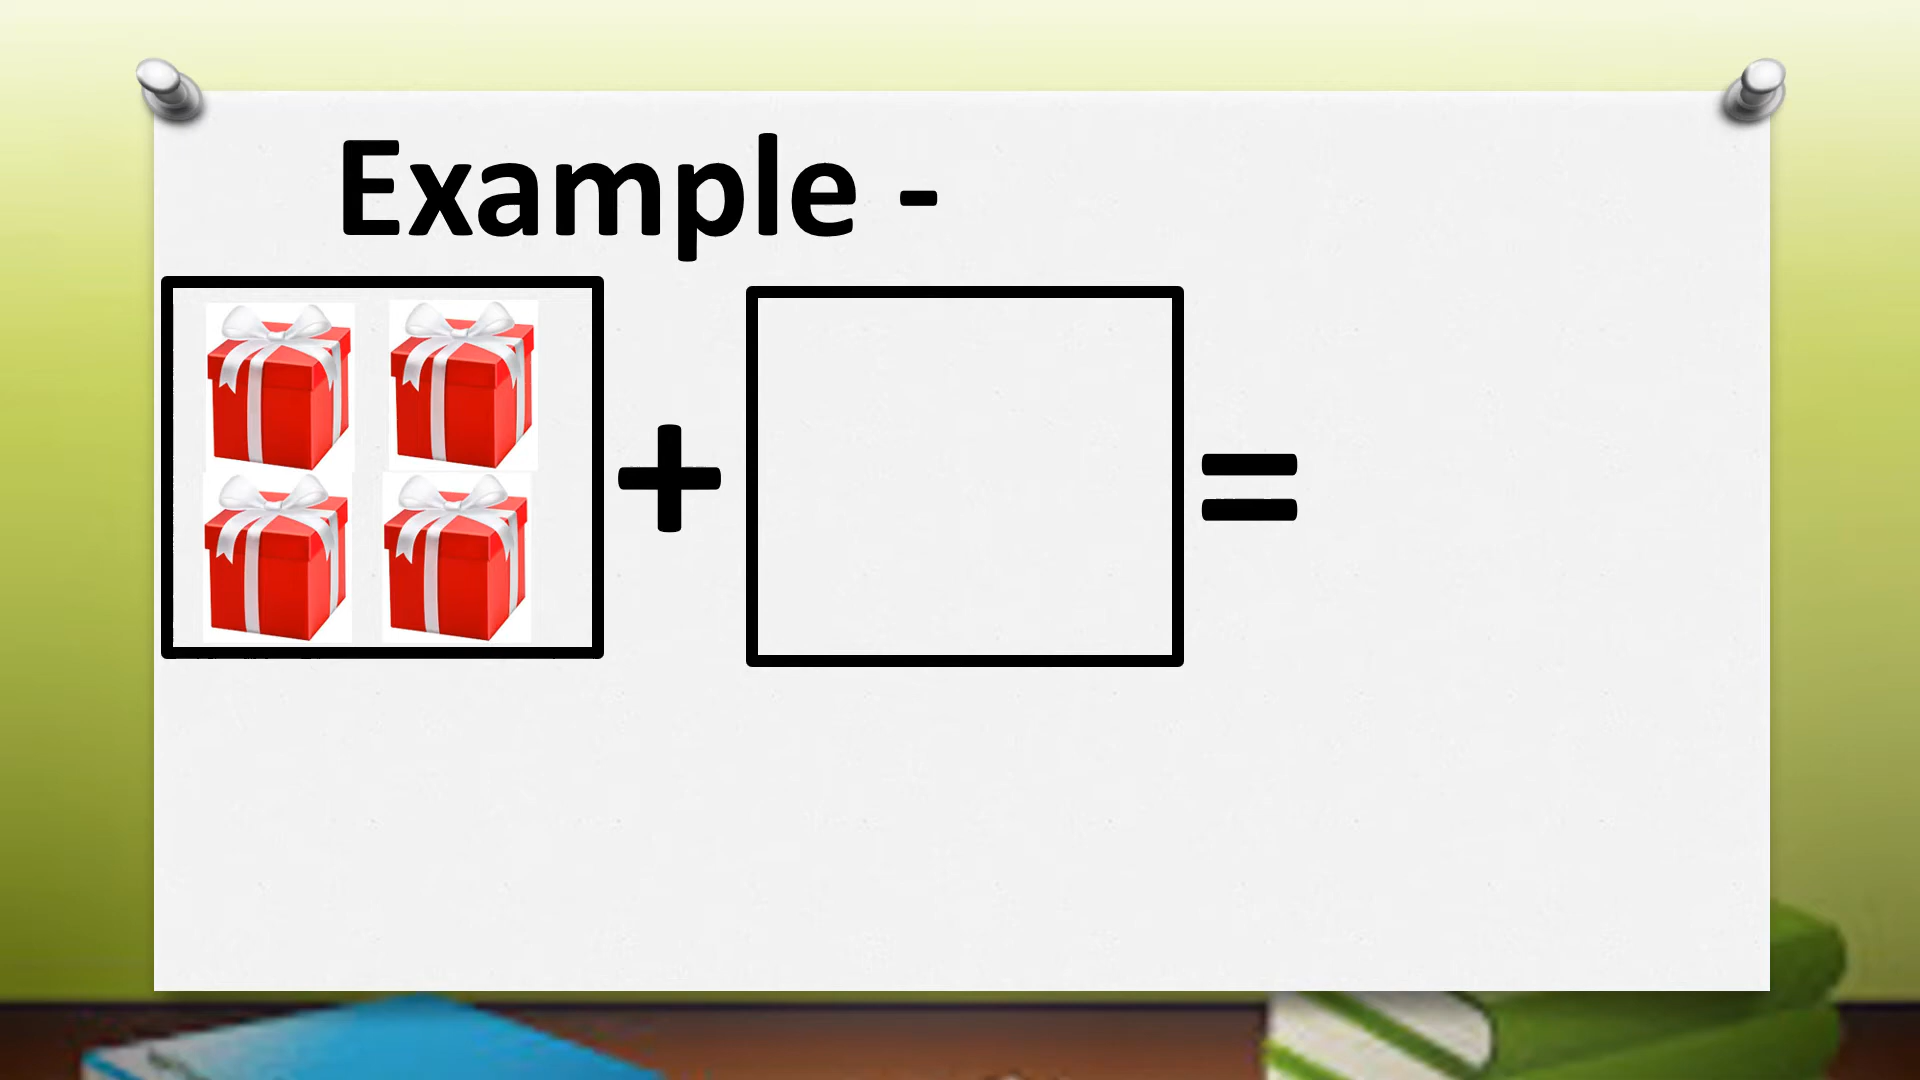 Example -
+ =